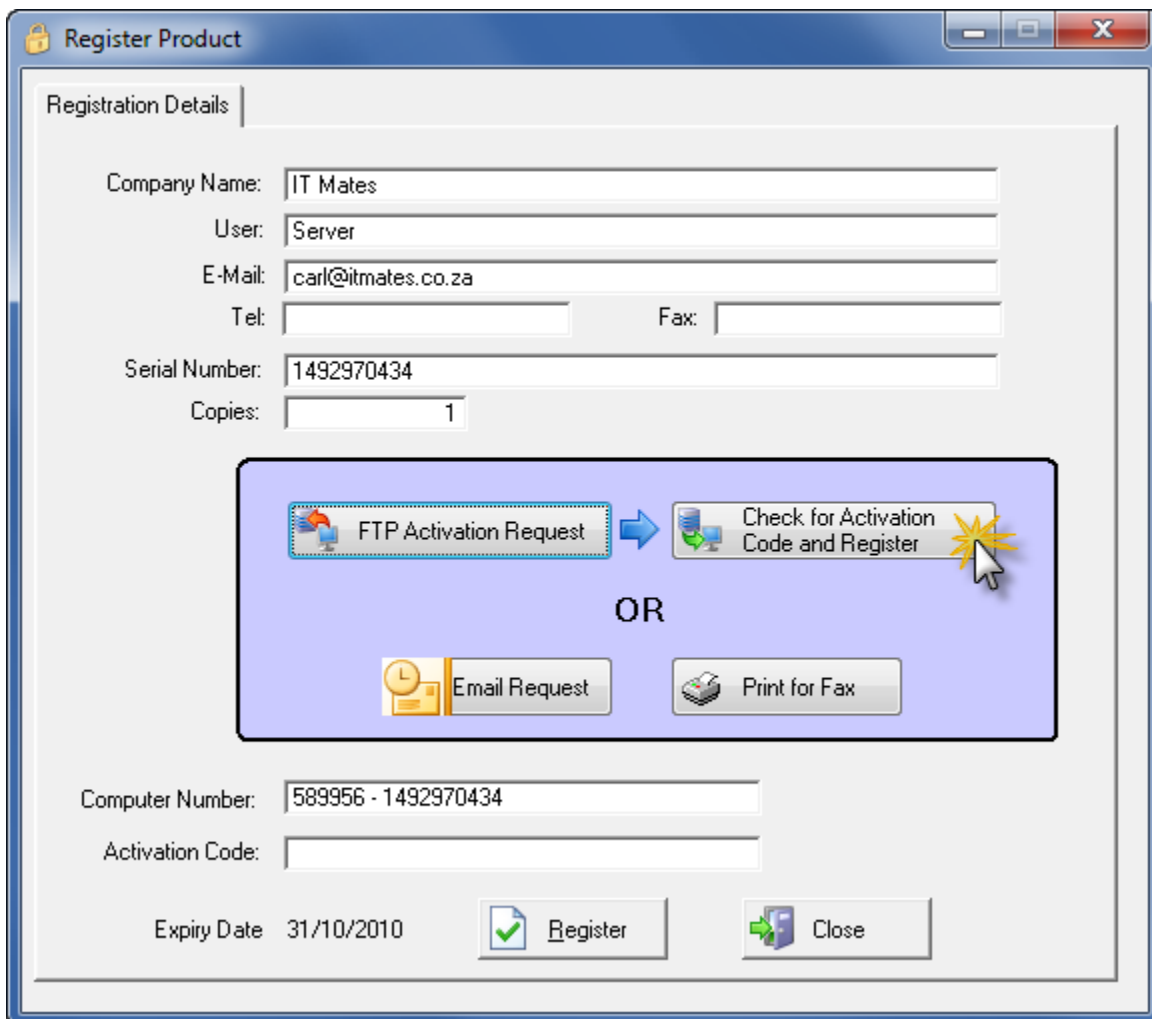 Register Product
Registration Details
Company Name: IT Mates
User: Server
E-Mail: carl@itmates.co.za
Tel: Fax:
Serial Number: 1492970434
Copies: 1
FTP Activation Request
Check for Activation
Code and Register
OR
Email Request
Print for Fax
Computer Number: 589956 - 1492970434
Activation Code:
Expiry Date 31/10/2010 Register Close